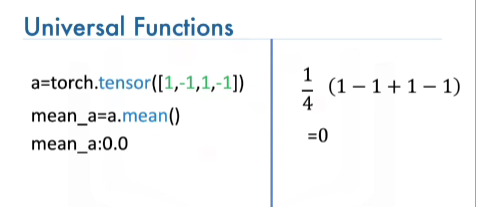 Universal Functions
a=torch.tensor([1,-1,1,-1])
mean_a=a.mean()
mean_a:0.0
1/4 (1 − 1 + 1 − 1)
=0